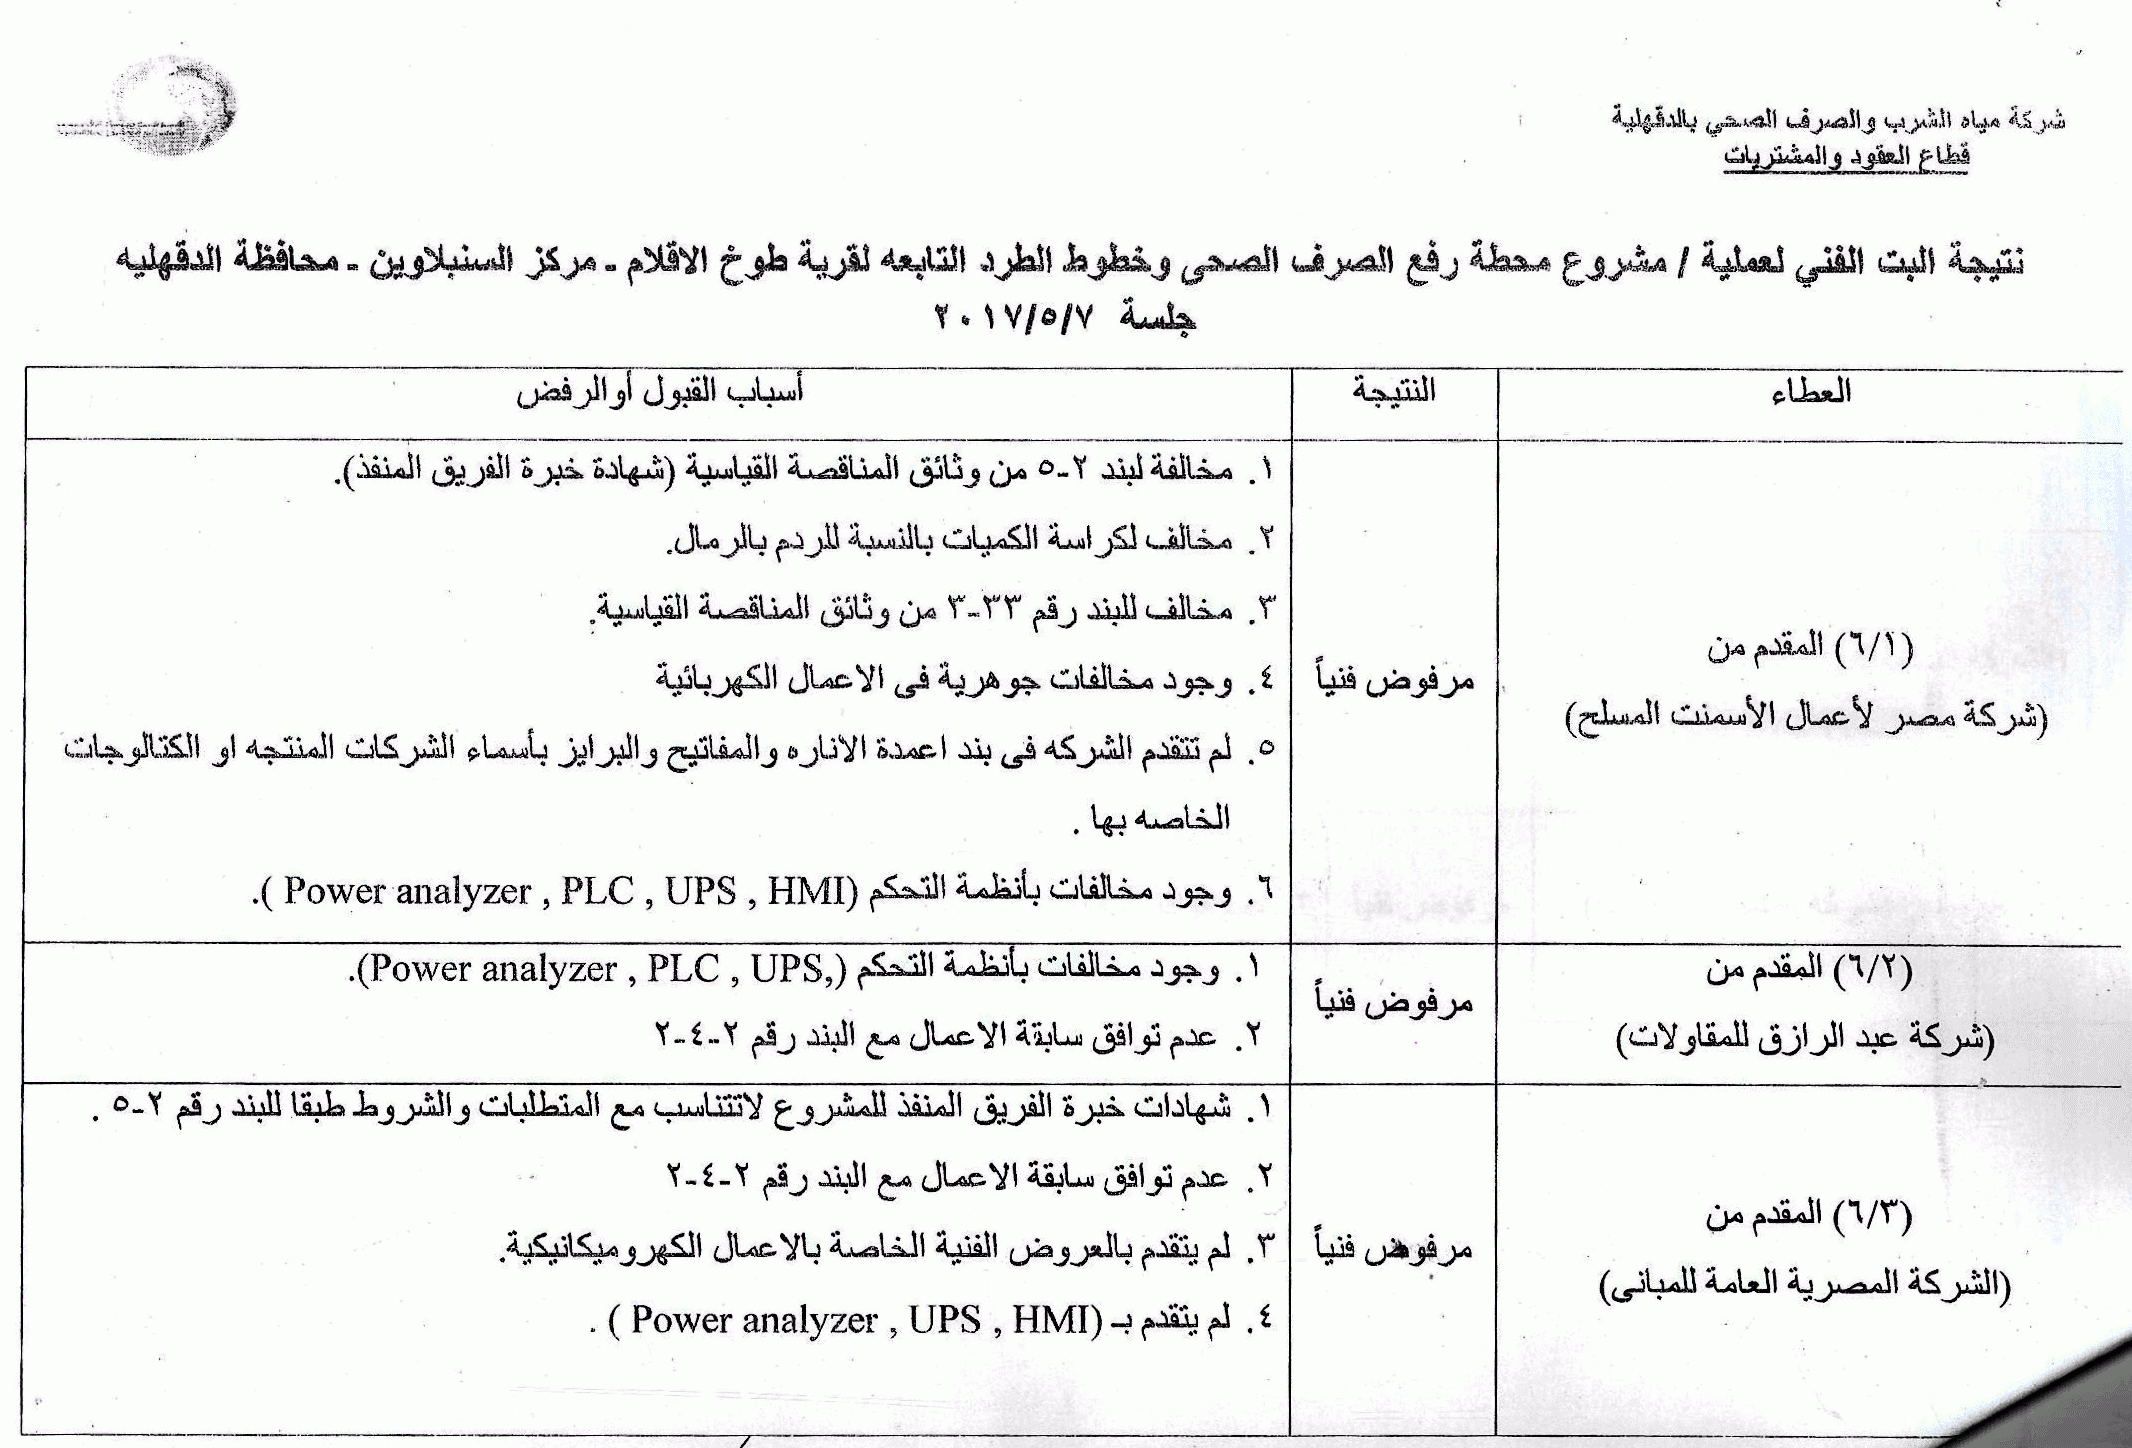 شركة مياه الشرب والصرف الصحي بالدقهلية
قطاع العقود والمشتريات
نتيجة البت الفني لعملية / مشروع محطة رفع الصرف الصحى وخطوط الطرد التابعه لقرية طوخ الاقلام - مركز السنبلاوين - محافظة الدقهليه
جلسة ٢٠١٧/٥/٧
العطاء
النتيجة
أسباب القبول أوالرفض
(٦/١) المقدم من
(شركة مصر لأعمال الأسمنت المسلح)
مرفوض فنياً
١. مخالفة لبند ٢-٥ من وثائق المناقصة القياسية (شهادة خبرة الفريق المنفذ).
٢. مخالف لكراسة الكميات بالنسبة للردم بالرمال.
٣. مخالف للبند رقم ٣٣-٣ من وثائق المناقصة القياسية.
٤. وجود مخالفات جوهرية فى الاعمال الكهربائية
٥. لم تتقدم الشركه فى بند اعمدة الاناره والمفاتيح والبرايز بأسماء الشركات المنتجه او الكتالوجات
الخاصه بها .
٦. وجود مخالفات بأنظمة التحكم (Power analyzer , PLC , UPS , HMI ).
(٦/٢) المقدم من
(شركة عبد الرازق للمقاولات)
مرفوض فنياً
١. وجود مخالفات بأنظمة التحكم (Power analyzer , PLC , UPS,).
٢. عدم توافق سابقة الاعمال مع البند رقم ٢-٤-٢
(٦/٣) المقدم من
(الشركة المصرية العامة للمبانى)
مرفوض فنياً
١. شهادات خبرة الفريق المنفذ للمشروع لاتتناسب مع المتطلبات والشروط طبقا للبند رقم ٢-٥ .
٢. عدم توافق سابقة الاعمال مع البند رقم ٢-٤-٢
٣. لم يتقدم بالعروض الفنية الخاصة بالاعمال الكهروميكانيكية.
٤. لم يتقدم بـ (Power analyzer , UPS , HMI ) .